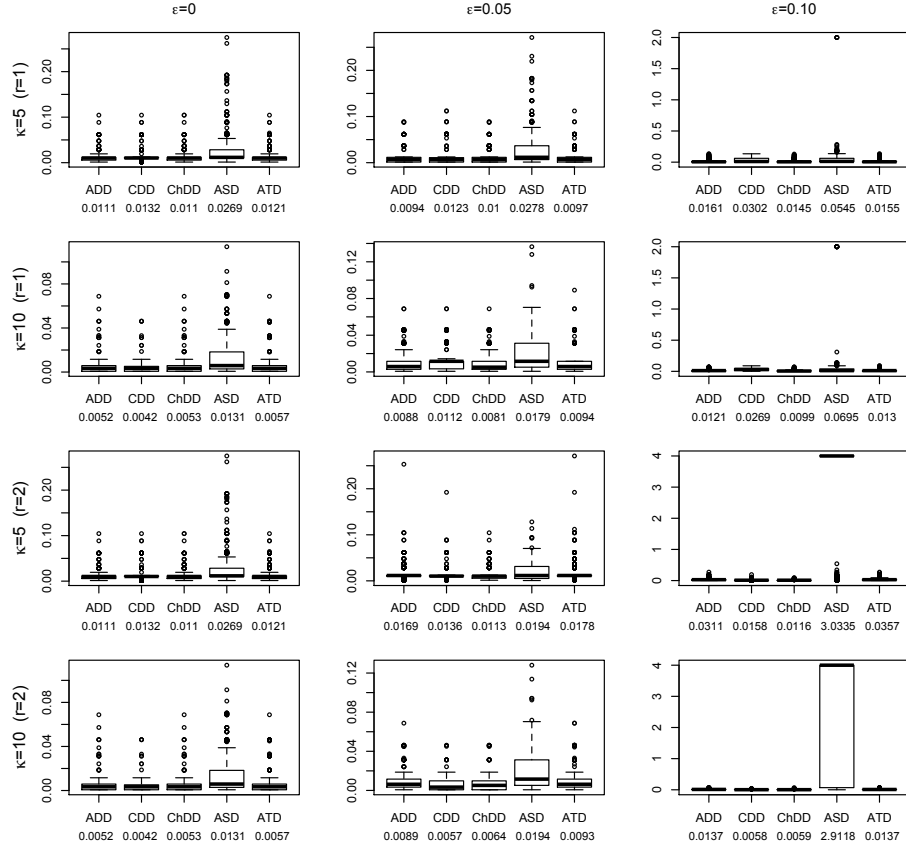 ε=0 ε=0.05 ε=0.10
κ=5 (r=1)
0.00 0.10 0.20
ADD CDD ChDD ASD ATD
0.0111 0.0132 0.011 0.0269 0.0121
0.00 0.10 0.20
ADD CDD ChDD ASD ATD
0.0094 0.0123 0.01 0.0278 0.0097
0.0 0.5 1.0 1.5 2.0
ADD CDD ChDD ASD ATD
0.0161 0.0302 0.0145 0.0545 0.0155
κ=10 (r=1)
0.00 0.04 0.08
ADD CDD ChDD ASD ATD
0.0052 0.0042 0.0053 0.0131 0.0057
0.00 0.04 0.08 0.12
ADD CDD ChDD ASD ATD
0.0088 0.0112 0.0081 0.0179 0.0094
0.0 0.5 1.0 1.5 2.0
ADD CDD ChDD ASD ATD
0.0121 0.0269 0.0099 0.0695 0.013
κ=5 (r=2)
0.00 0.10 0.20
ADD CDD ChDD ASD ATD
0.0111 0.0132 0.011 0.0269 0.0121
0.00 0.10 0.20
ADD CDD ChDD ASD ATD
0.0169 0.0136 0.0113 0.0194 0.0178
0 1 2 3 4
ADD CDD ChDD ASD ATD
0.0311 0.0158 0.0116 3.0335 0.0357
κ=10 (r=2)
0.00 0.04 0.08
ADD CDD ChDD ASD ATD
0.0052 0.0042 0.0053 0.0131 0.0057
0.00 0.04 0.08 0.12
ADD CDD ChDD ASD ATD
0.0089 0.0057 0.0064 0.0194 0.0093
0 1 2 3 4
ADD CDD ChDD ASD ATD
0.0137 0.0058 0.0059 2.9118 0.0137